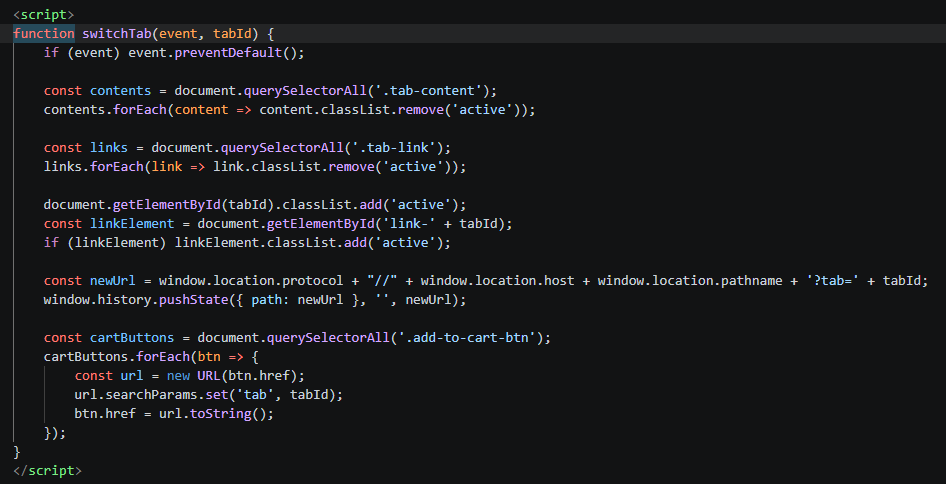 <script>
function switchTab(event, tabId) {
    if (event) event.preventDefault();

    const contents = document.querySelectorAll('.tab-content');
    contents.forEach(content => content.classList.remove('active'));

    const links = document.querySelectorAll('.tab-link');
    links.forEach(link => link.classList.remove('active'));

    document.getElementById(tabId).classList.add('active');
    const linkElement = document.getElementById('link-' + tabId);
    if (linkElement) linkElement.classList.add('active');

    const newUrl = window.location.protocol + "//" + window.location.host + window.location.pathname + '?tab=' + tabId;
    window.history.pushState({ path: newUrl }, '', newUrl);

    const cartButtons = document.querySelectorAll('.add-to-cart-btn');
    cartButtons.forEach(btn => {
        const url = new URL(btn.href);
        url.searchParams.set('tab', tabId);
        btn.href = url.toString();
    });
}
</script>